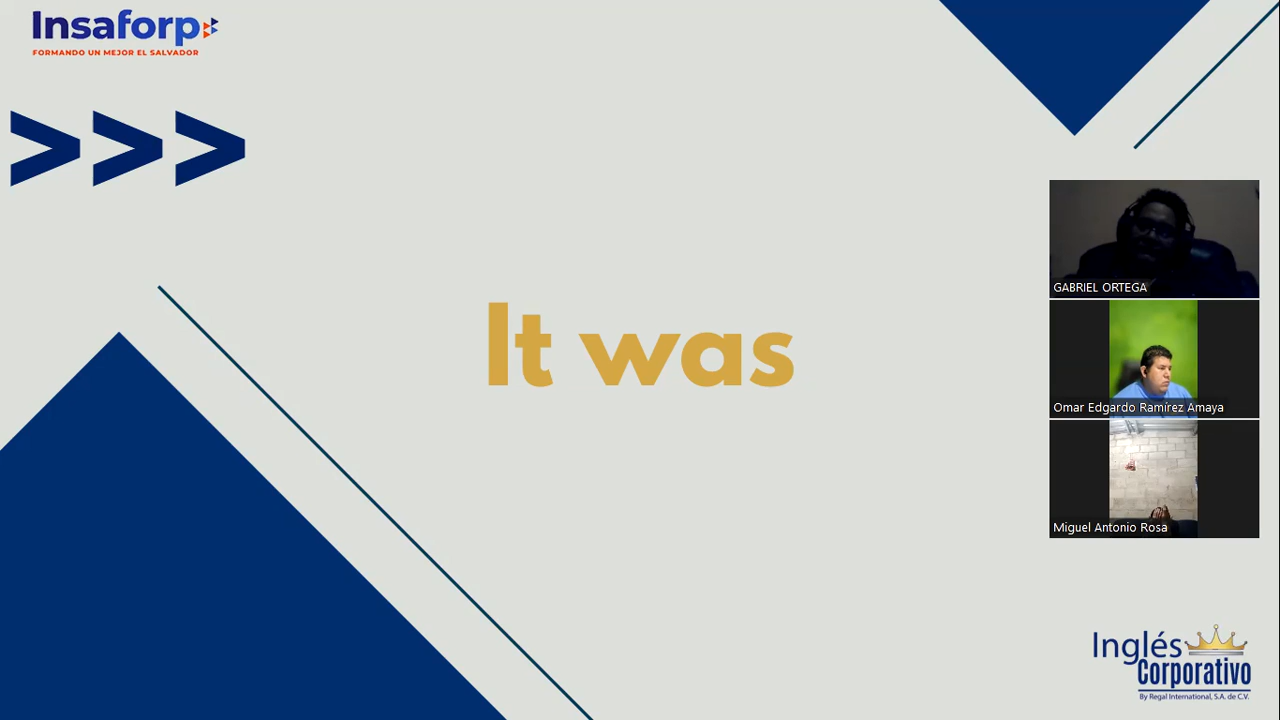 Insaforp
FORMANDO UN MEJOR EL SALVADOR
>>>
It was
GABRIEL ORTEGA
Omar Edgardo Ramírez Amaya
Miguel Antonio Rosa
Inglés
Corporativo
By Regal International, S.A. de C.V.